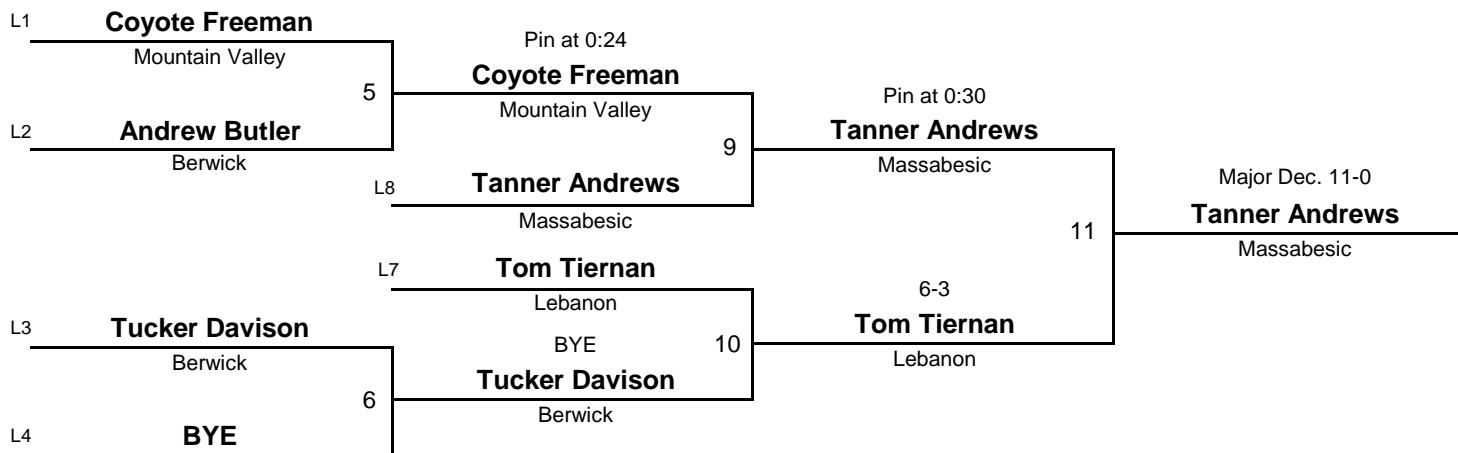 L1
Coyote Freeman
Mountain Valley
5
L2
Andrew Butler
Berwick
Pin at 0:24
Coyote Freeman
Mountain Valley
9
L8
Tanner Andrews
Massabesic
Pin at 0:30
Tanner Andrews
Massabesic
11
Major Dec. 11-0
Tanner Andrews
Massabesic
L7
Tom Tiernan
Lebanon
6-3
Tom Tiernan
Lebanon
L3
Tucker Davison
Berwick
BYE
10
Tucker Davison
Berwick
6
L4
BYE